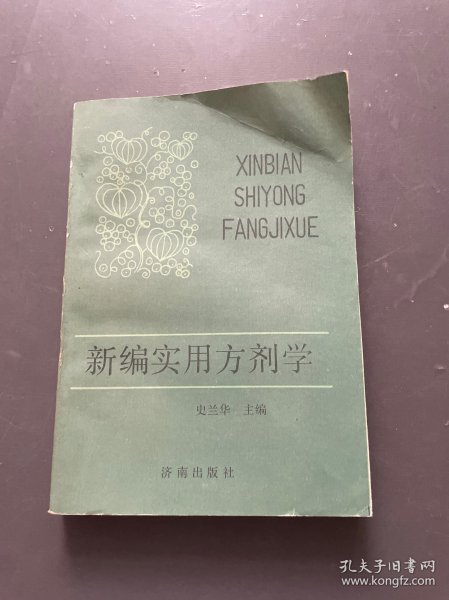 XINBIAN
SHIYONG
FANGJIXUE
新编实用方剂学
史兰华 主编
济南出版社
孔夫子旧书网
www.kongfz.com